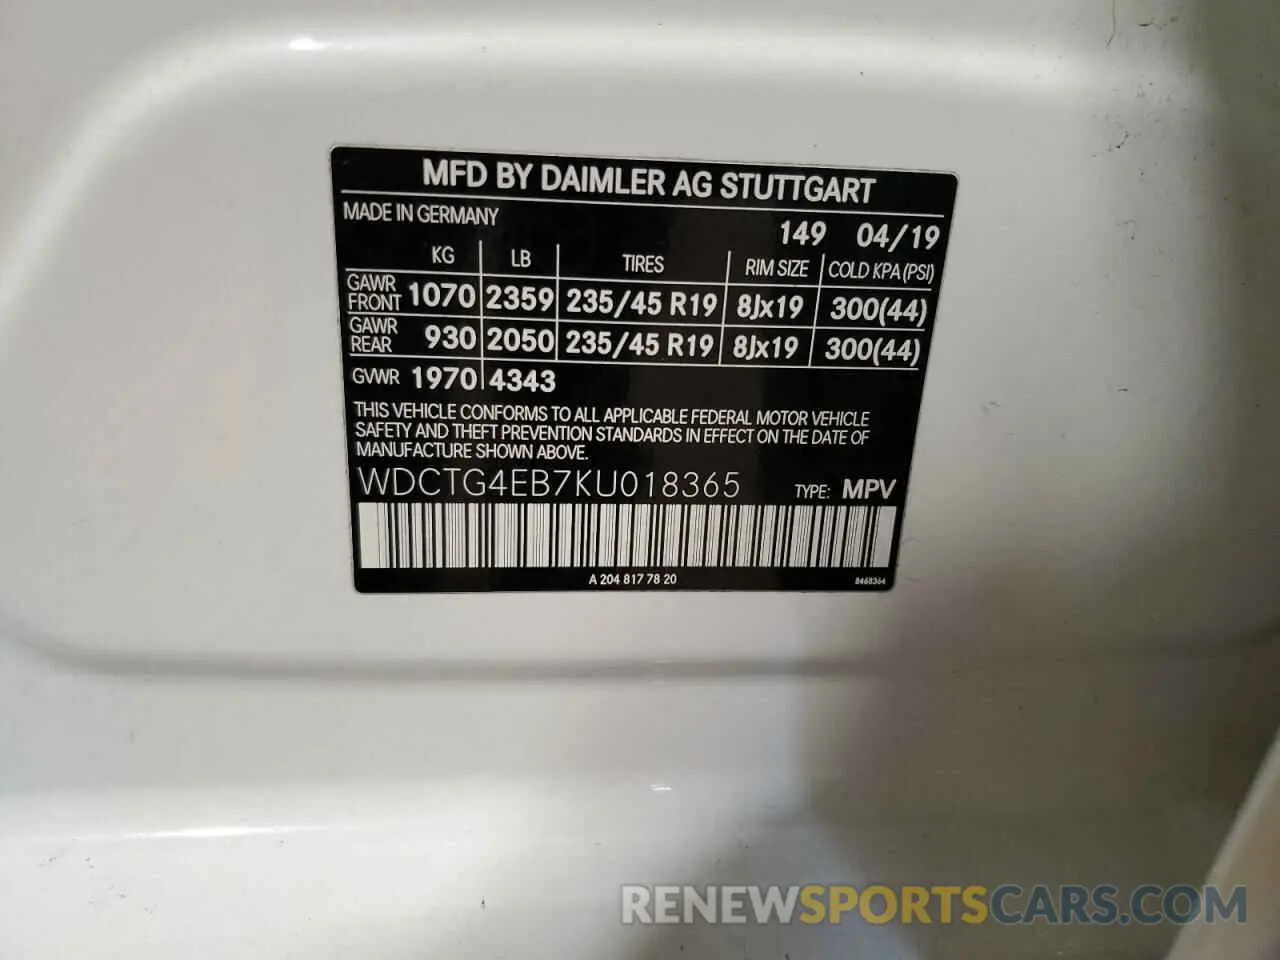 MFD BY DAIMLER AG STUTTGART
MADE IN GERMANY
149 04/19
KG LB TIRES RIM SIZE COLD KPA (PSI)
GAWR FRONT 1070 2359 235/45 R19 8Jx19 300(44)
GAWR REAR 930 2050 235/45 R19 8Jx19 300(44)
GVWR 1970 4343
THIS VEHICLE CONFORMS TO ALL APPLICABLE FEDERAL MOTOR VEHICLE
SAFETY AND THEFT PREVENTION STANDARDS IN EFFECT ON THE DATE OF
MANUFACTURE SHOWN ABOVE.
WDCTG4EB7KU018365 TYPE: MPV
A 204 817 78 20 8468364
RENEWSPORTSCARS.COM